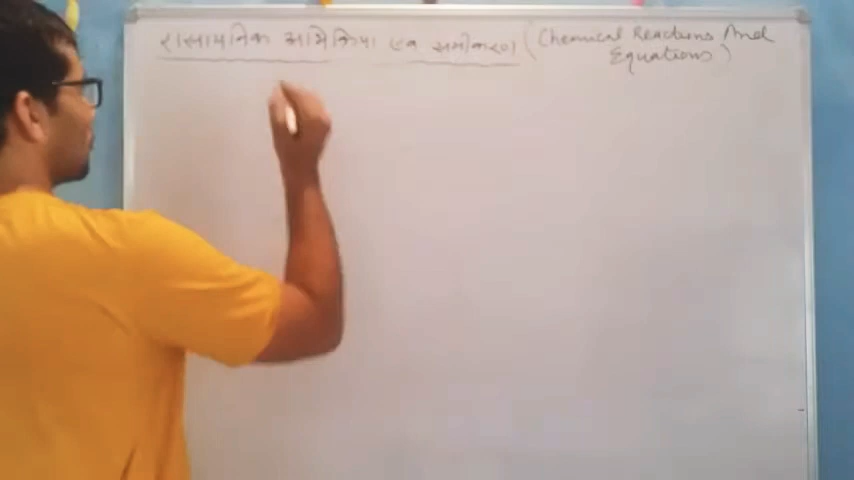 रासायनिक अभिक्रिया एवं समीकरण (Chemical Reactions And
Equations)